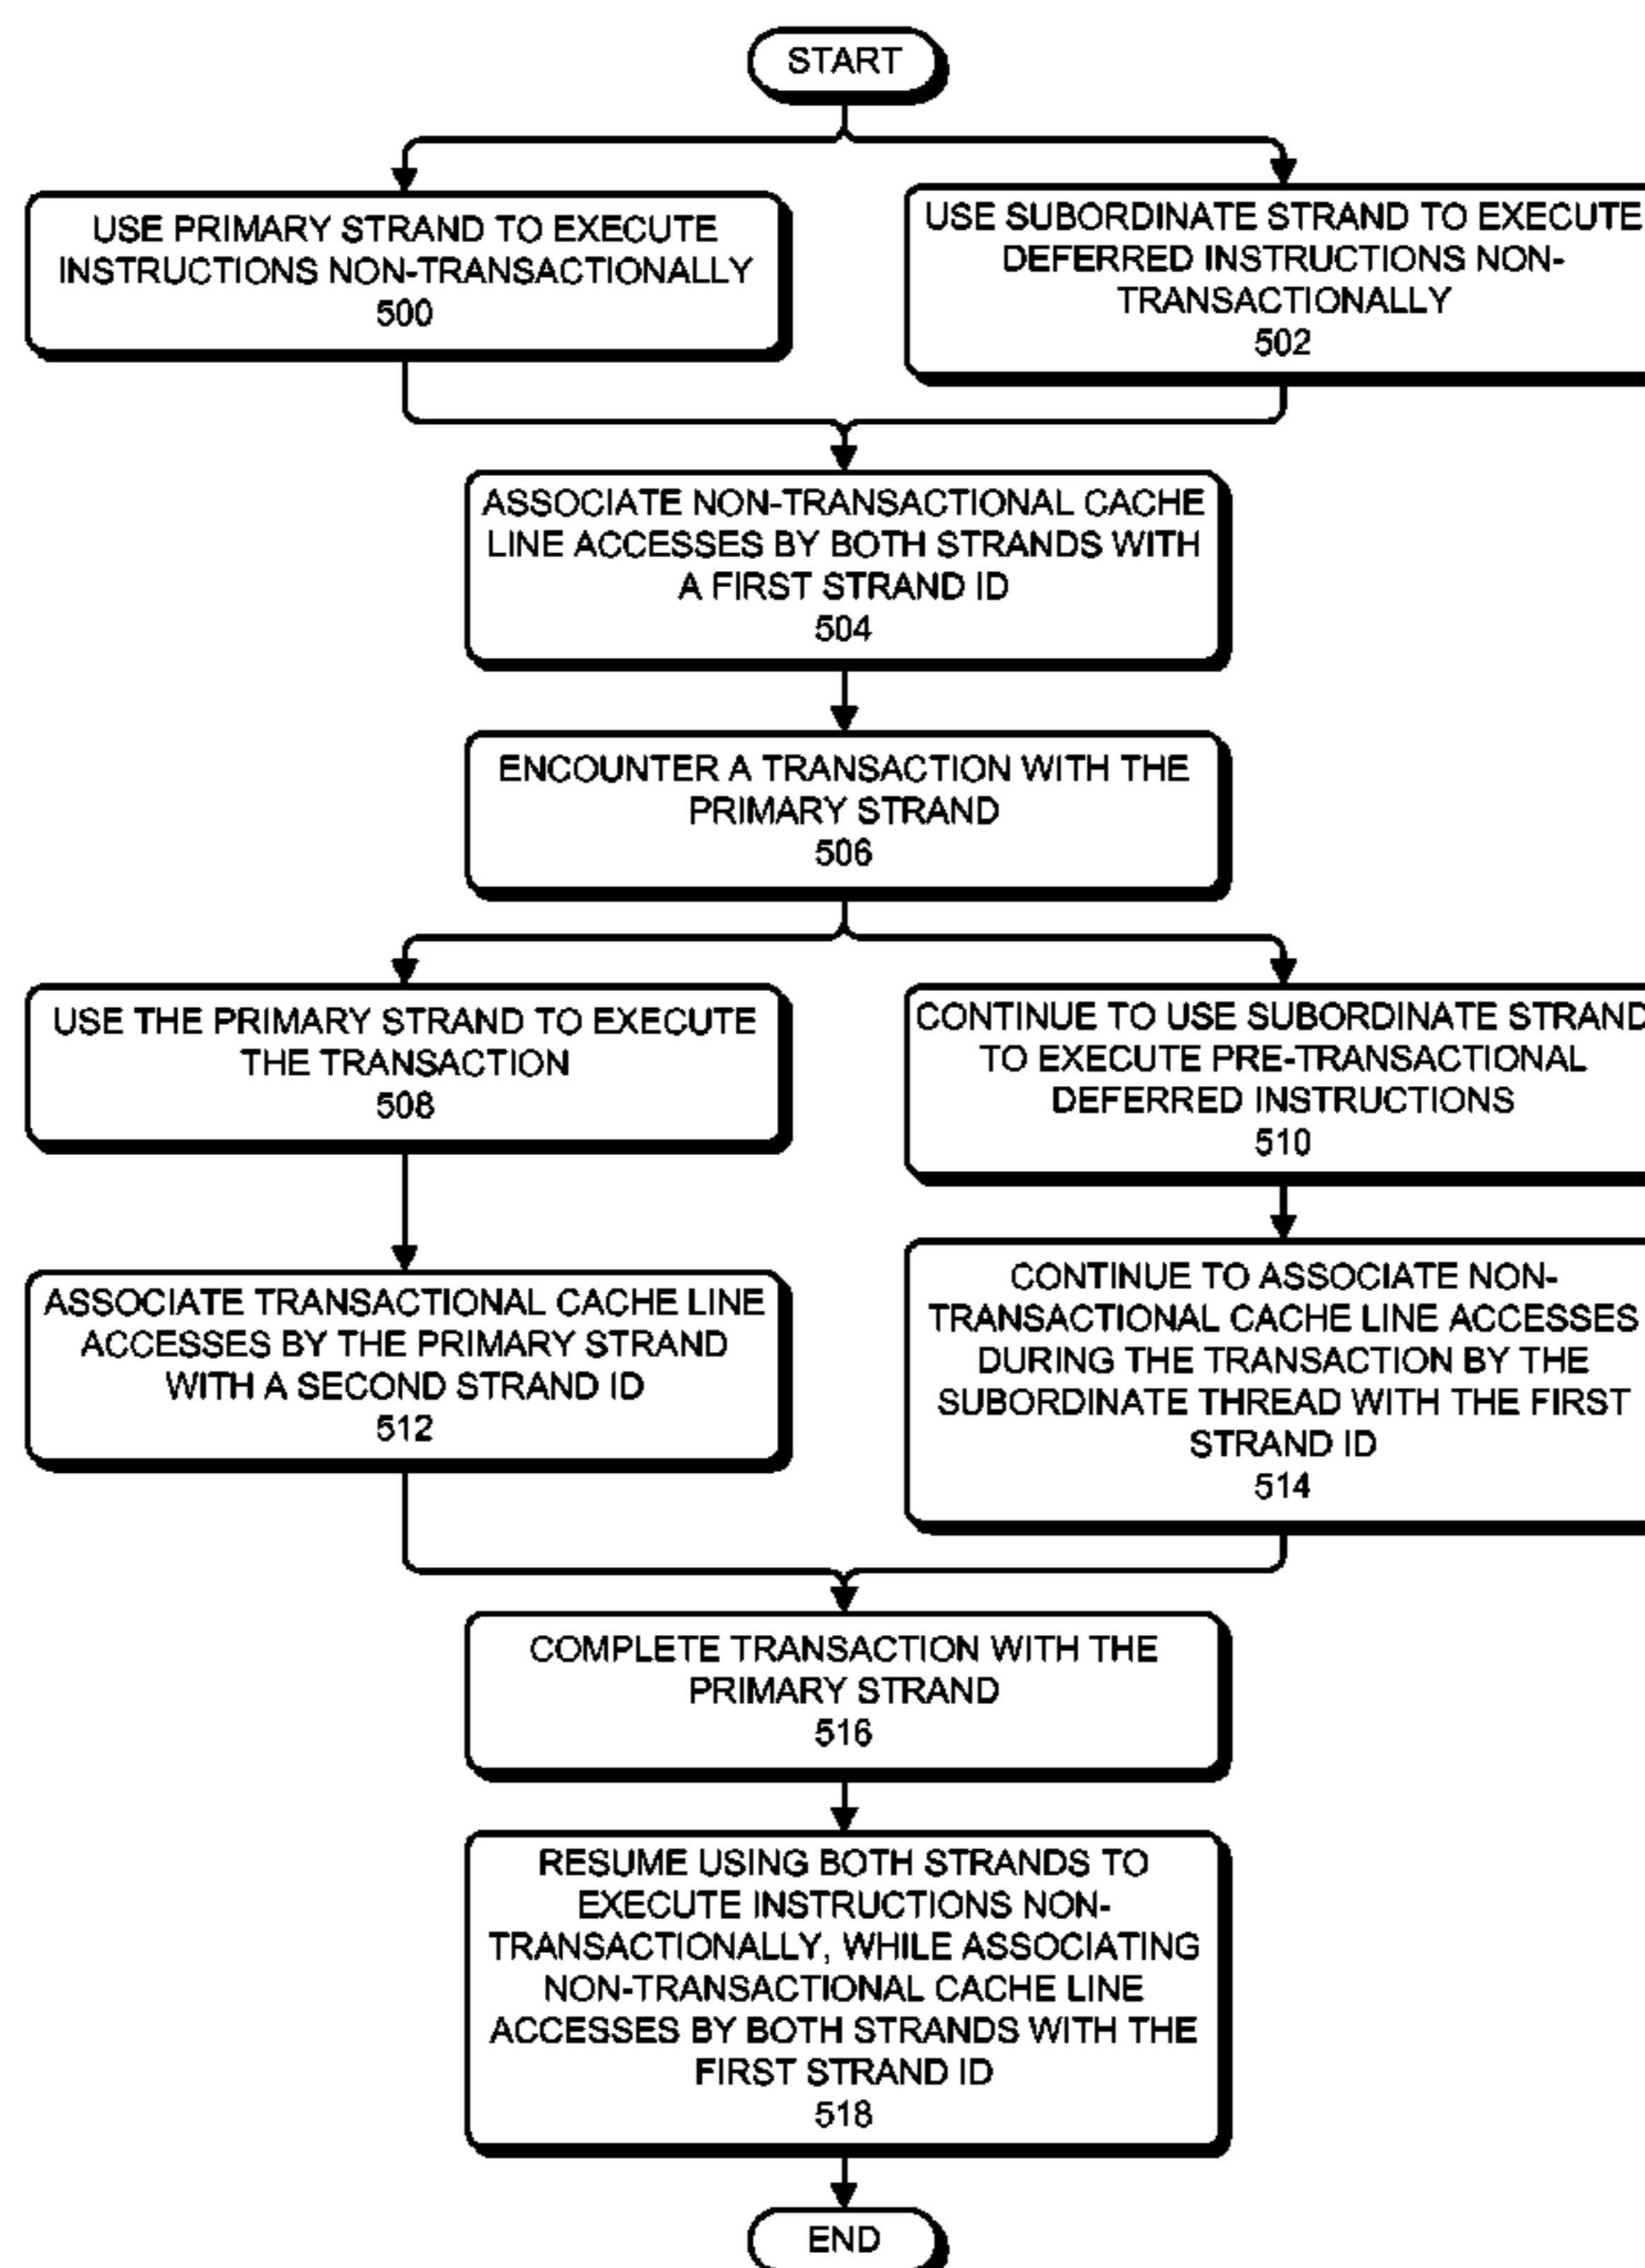 START
USE PRIMARY STRAND TO EXECUTE
INSTRUCTIONS NON-TRANSACTIONALLY
500
USE SUBORDINATE STRAND TO EXECUTE
DEFERRED INSTRUCTIONS NON-
TRANSACTIONALLY
502
ASSOCIATE NON-TRANSACTIONAL CACHE
LINE ACCESSES BY BOTH STRANDS WITH
A FIRST STRAND ID
504
ENCOUNTER A TRANSACTION WITH THE
PRIMARY STRAND
506
USE THE PRIMARY STRAND TO EXECUTE
THE TRANSACTION
508
CONTINUE TO USE SUBORDINATE STRAND
TO EXECUTE PRE-TRANSACTIONAL
DEFERRED INSTRUCTIONS
510
ASSOCIATE TRANSACTIONAL CACHE LINE
ACCESSES BY THE PRIMARY STRAND
WITH A SECOND STRAND ID
512
CONTINUE TO ASSOCIATE NON-
TRANSACTIONAL CACHE LINE ACCESSES
DURING THE TRANSACTION BY THE
SUBORDINATE THREAD WITH THE FIRST
STRAND ID
514
COMPLETE TRANSACTION WITH THE
PRIMARY STRAND
516
RESUME USING BOTH STRANDS TO
EXECUTE INSTRUCTIONS NON-
TRANSACTIONALLY, WHILE ASSOCIATING
NON-TRANSACTIONAL CACHE LINE
ACCESSES BY BOTH STRANDS WITH THE
FIRST STRAND ID
518
END